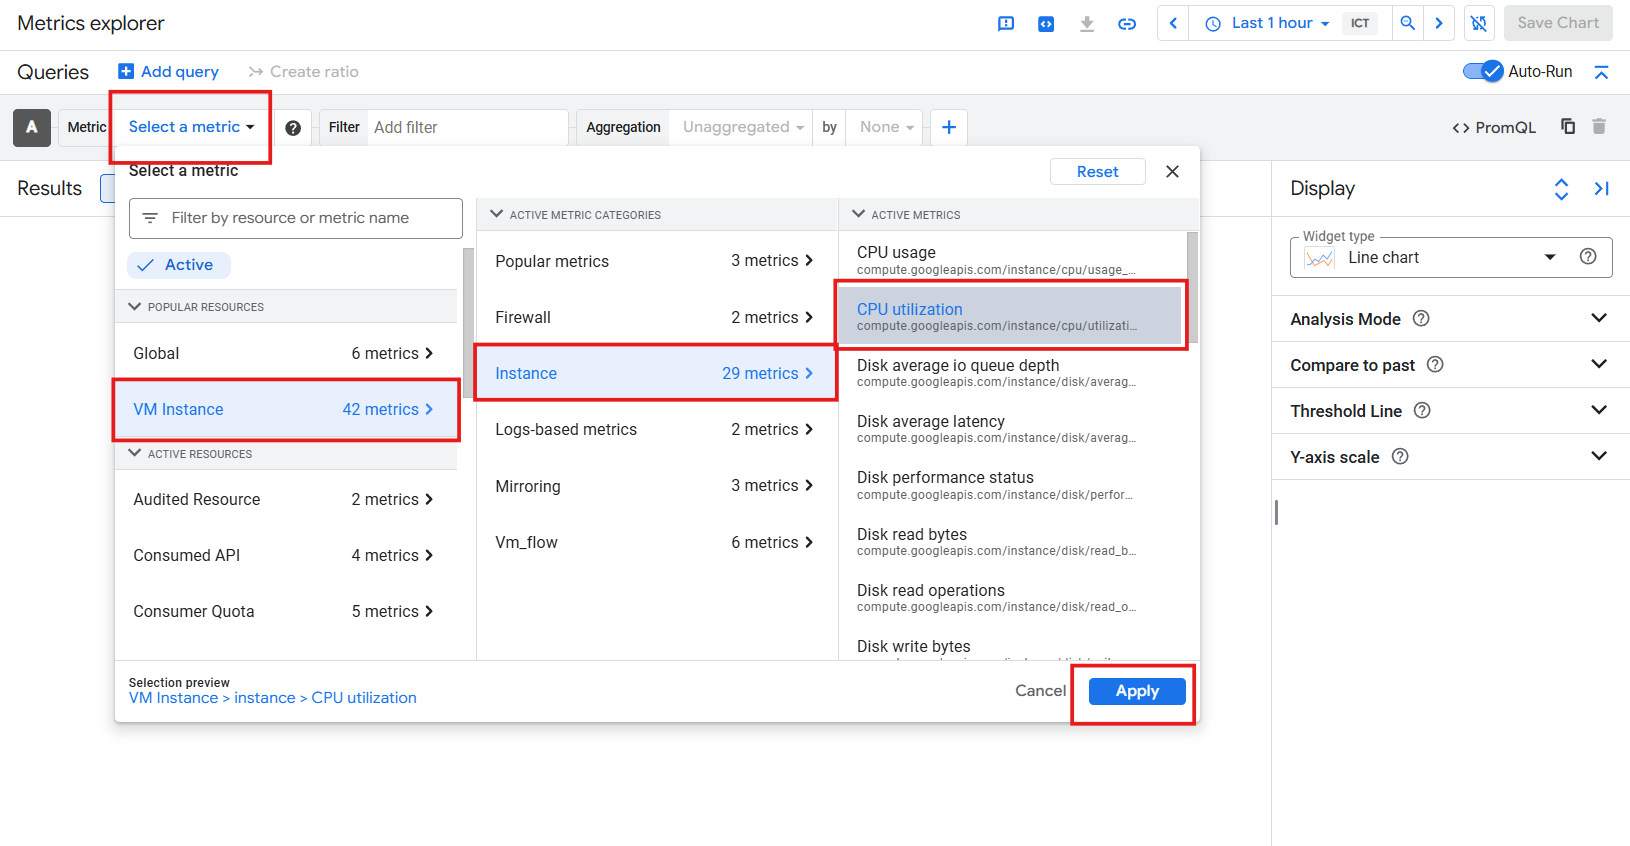 Metrics explorer
Last 1 hour
ICT
Save Chart
Queries
Add query
Create ratio
Auto-Run
A
Metric
Select a metric
Filter
Add filter
Aggregation
Unaggregated
by
None
<> PromQL
Results
Select a metric
Reset
Filter by resource or metric name
Active
POPULAR RESOURCES
Global 6 metrics
VM Instance 42 metrics
ACTIVE RESOURCES
Audited Resource 2 metrics
Consumed API 4 metrics
Consumer Quota 5 metrics
ACTIVE METRIC CATEGORIES
Popular metrics 3 metrics
Firewall 2 metrics
Instance 29 metrics
Logs-based metrics 2 metrics
Mirroring 3 metrics
Vm_flow 6 metrics
ACTIVE METRICS
CPU usage
compute.googleapis.com/instance/cpu/usage_...
CPU utilization
compute.googleapis.com/instance/cpu/utilizati...
Disk average io queue depth
compute.googleapis.com/instance/disk/averag...
Disk average latency
compute.googleapis.com/instance/disk/averag...
Disk performance status
compute.googleapis.com/instance/disk/perfor...
Disk read bytes
compute.googleapis.com/instance/disk/read_b...
Disk read operations
compute.googleapis.com/instance/disk/read_o...
Disk write bytes
Selection preview
VM Instance > instance > CPU utilization
Cancel
Apply
Display
Widget type
Line chart
Analysis Mode
Compare to past
Threshold Line
Y-axis scale